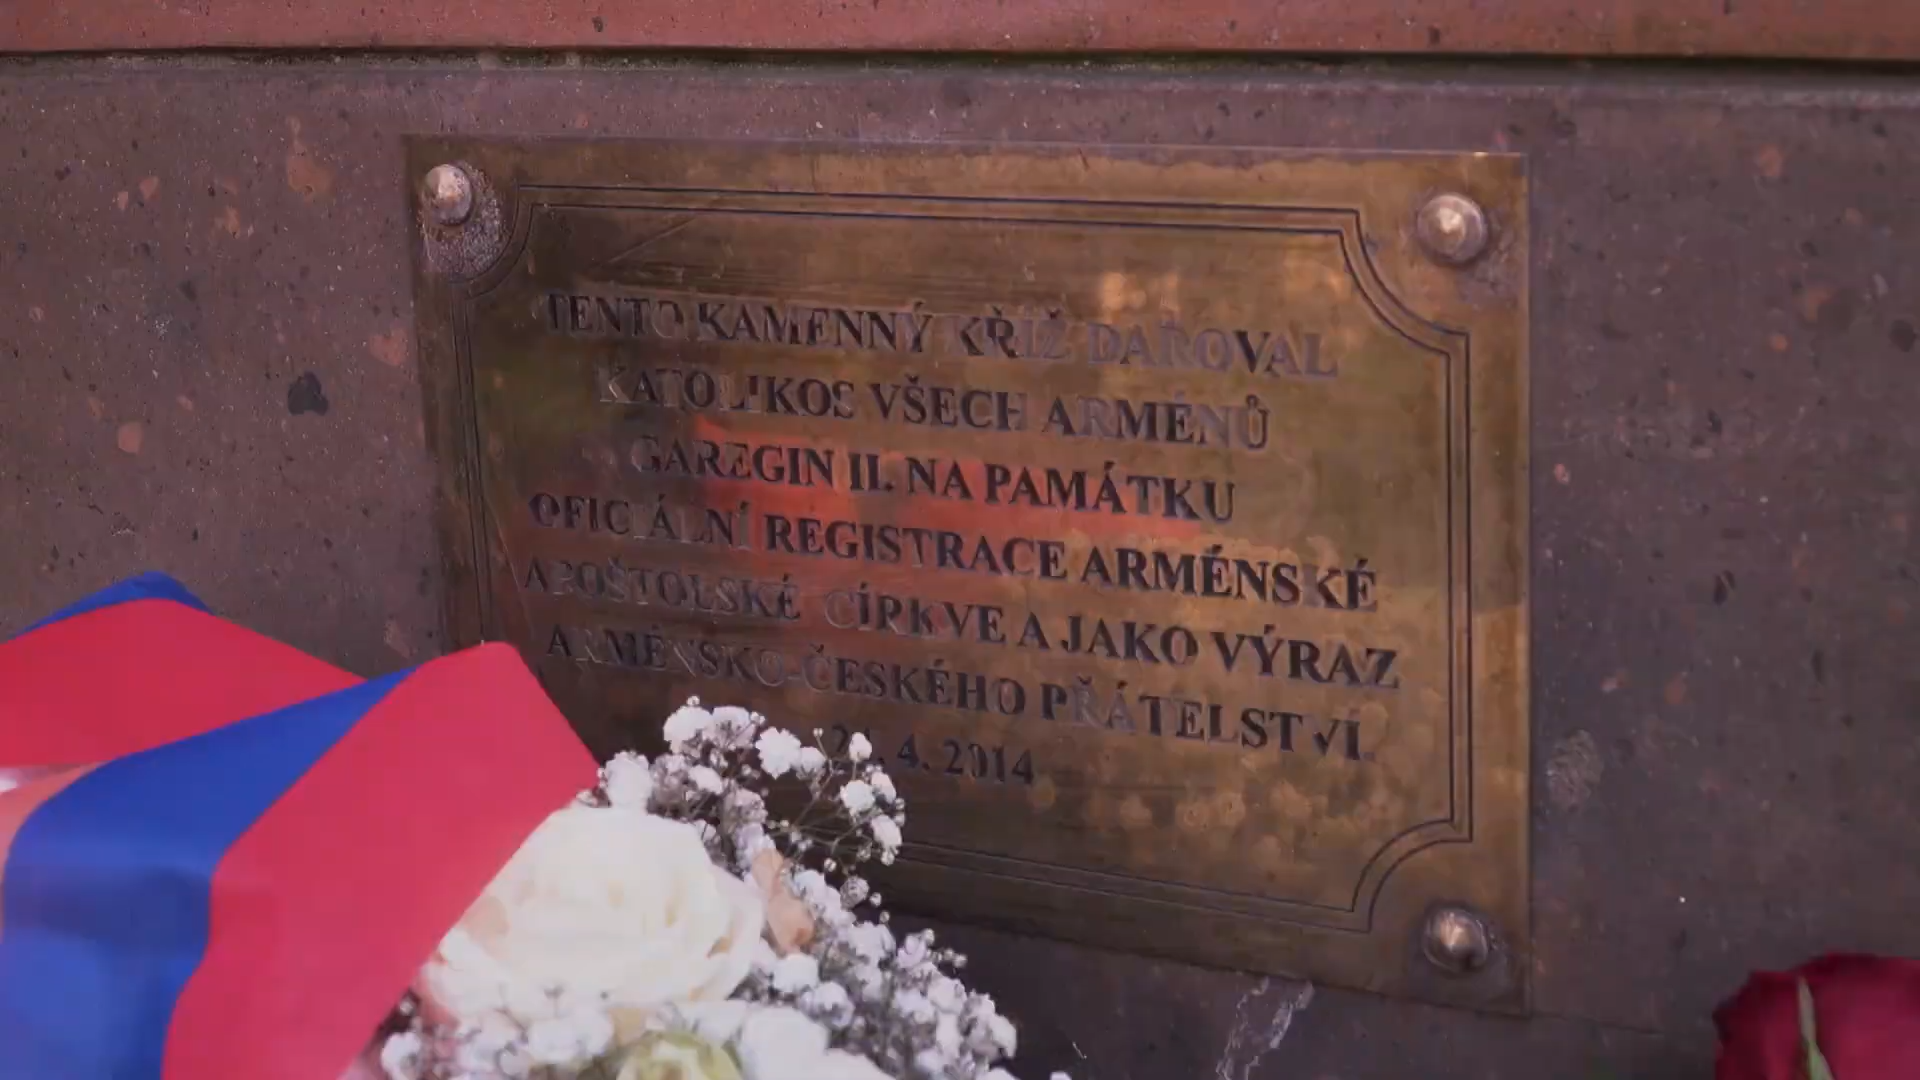 TENTO KAMENNÝ KŘÍŽ DAROVAL
KATOLIKOS VŠECH ARMÉNŮ
GAREGIN II. NA PAMÁTKU
OFICIÁLNÍ REGISTRACE ARMÉNSKÉ
APOŠTOLSKÉ CÍRKVE A JAKO VÝRAZ
ARMÉNSKO-ČESKÉHO PŘÁTELSTVÍ.
4. 2014